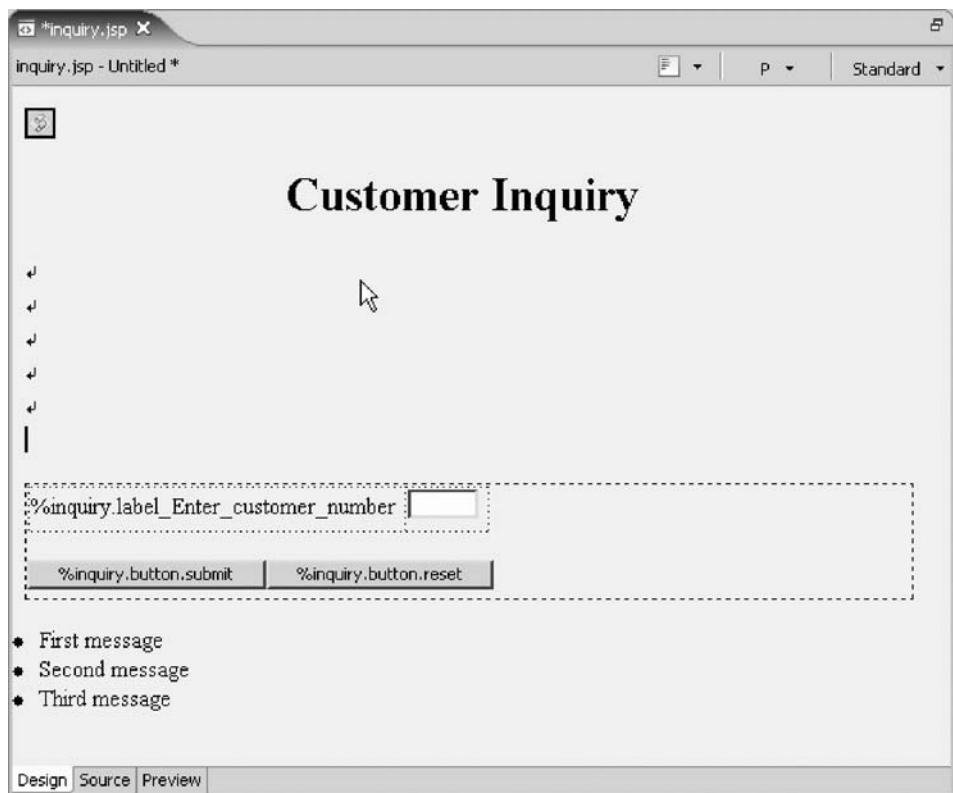 *inquiry.jsp
inquiry.jsp - Untitled * P Standard
Customer Inquiry
%inquiry.label_Enter_customer_number
%inquiry.button.submit %inquiry.button.reset
First message
Second message
Third message
Design Source Preview